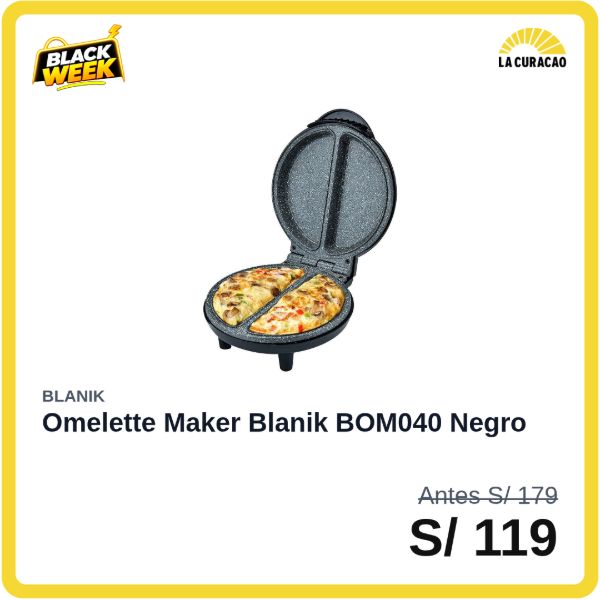 BLACK
WEEK
LA CURACAO
BLANIK
Omelette Maker Blanik BOM040 Negro
Antes S/ 179
S/ 119